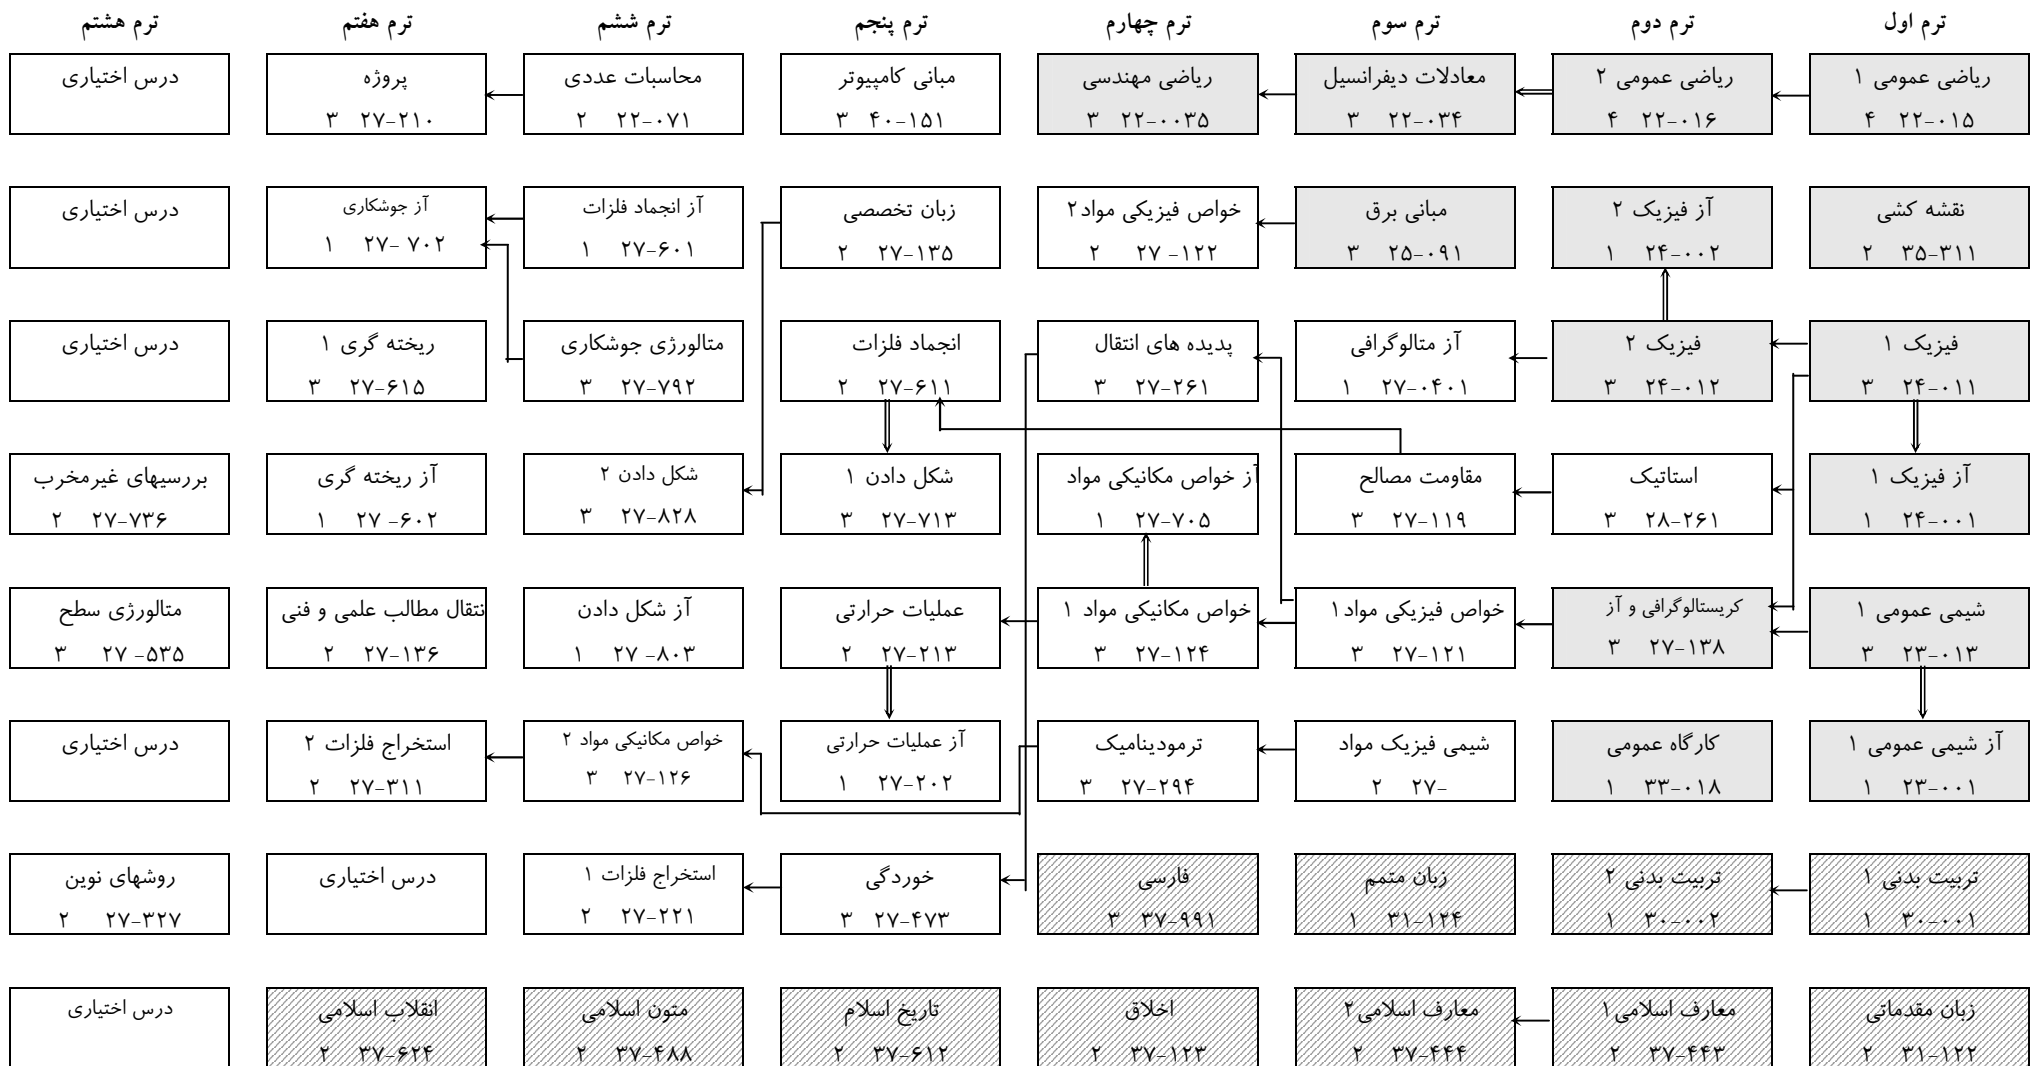 ترم اول ترم دوم ترم سوم ترم چهارم ترم پنجم ترم ششم ترم هفتم ترم هشتم
ریاضی عمومی ۱ ریاضی عمومی ۲ معادلات دیفرانسیل ریاضی مهندسی مبانی کامپیوتر محاسبات عددی پروژه درس اختیاری
۲۲-۰۱۵ ۴ ۲۲-۰۱۶ ۴ ۲۲-۰۳۴ ۳ ۲۲-۰۰۳۵ ۳ ۴۰-۱۵۱ ۳ ۲۲-۰۷۱ ۲ ۲۷-۲۱۰ ۳
نقشه کشی آز فیزیک ۲ مبانی برق خواص فیزیکی مواد۲ زبان تخصصی آز انجماد فلزات آز جوشکاری درس اختیاری
۳۵-۳۱۱ ۲ ۲۴-۰۰۲ ۱ ۲۵-۰۹۱ ۳ ۲۷ -۱۲۲ ۲ ۲۷-۱۳۵ ۲ ۲۷-۶۰۱ ۱ ۲۷- ۷۰۲ ۱
فیزیک ۱ فیزیک ۲ آز متالوگرافی پدیده های انتقال انجماد فلزات متالورژی جوشکاری ریخته گری ۱ درس اختیاری
۲۴-۰۱۱ ۳ ۲۴-۰۱۲ ۳ ۲۷-۰۴۰۱ ۱ ۲۷-۲۶۱ ۳ ۲۷-۶۱۱ ۲ ۲۷-۷۹۲ ۳ ۲۷-۶۱۵ ۳
آز فیزیک ۱ استاتیک مقاومت مصالح آز خواص مکانیکی مواد شکل دادن ۱ شکل دادن ۲ آز ریخته گری بررسیهای غیرمخرب
۲۴-۰۰۱ ۱ ۲۸-۲۶۱ ۳ ۲۷-۱۱۹ ۳ ۲۷-۷۰۵ ۱ ۲۷-۷۱۳ ۳ ۲۷-۸۲۸ ۳ ۲۷ -۶۰۲ ۱ ۲۷-۷۳۶ ۲
شیمی عمومی ۱ کریستالوگرافی و آز خواص فیزیکی مواد۱ خواص مکانیکی مواد ۱ عملیات حرارتی آز شکل دادن نتقال مطالب علمی و فنی متالورژی سطح
۲۳-۰۱۳ ۳ ۲۷-۱۳۸ ۳ ۲۷-۱۲۱ ۳ ۲۷-۱۲۴ ۳ ۲۷-۲۱۳ ۲ ۲۷ -۸۰۳ ۱ ۲۷-۱۳۶ ۲ ۲۷ -۵۳۵ ۳
آز شیمی عمومی ۱ کارگاه عمومی شیمی فیزیک مواد ترمودینامیک آز عملیات حرارتی خواص مکانیکی مواد ۲ استخراج فلزات ۲ درس اختیاری
۲۳-۰۰۱ ۱ ۳۳-۰۱۸ ۱ ۲۷- ۲ ۲۷-۲۹۴ ۳ ۲۷-۲۰۲ ۱ ۲۷-۱۲۶ ۳ ۲۷-۳۱۱ ۲
تربیت بدنی ۱ تربیت بدنی ۲ زبان متمم فارسی خوردگی استخراج فلزات ۱ درس اختیاری روشهای نوین
۳۰-۰۰۱ ۱ ۳۰-۰۰۲ ۱ ۳۱-۱۲۴ ۱ ۳۷-۹۹۱ ۳ ۲۷-۴۷۳ ۳ ۲۷-۲۲۱ ۲ ۲۷-۳۲۷ ۲
زبان مقدماتی معارف اسلامی۱ معارف اسلامی۲ اخلاق تاریخ اسلام متون اسلامی انقلاب اسلامی درس اختیاری
۳۱-۱۲۲ ۲ ۳۷-۴۴۳ ۲ ۳۷-۴۴۴ ۲ ۳۷-۱۲۳ ۲ ۳۷-۶۱۲ ۲ ۳۷-۴۸۸ ۲ ۳۷-۶۲۴ ۲